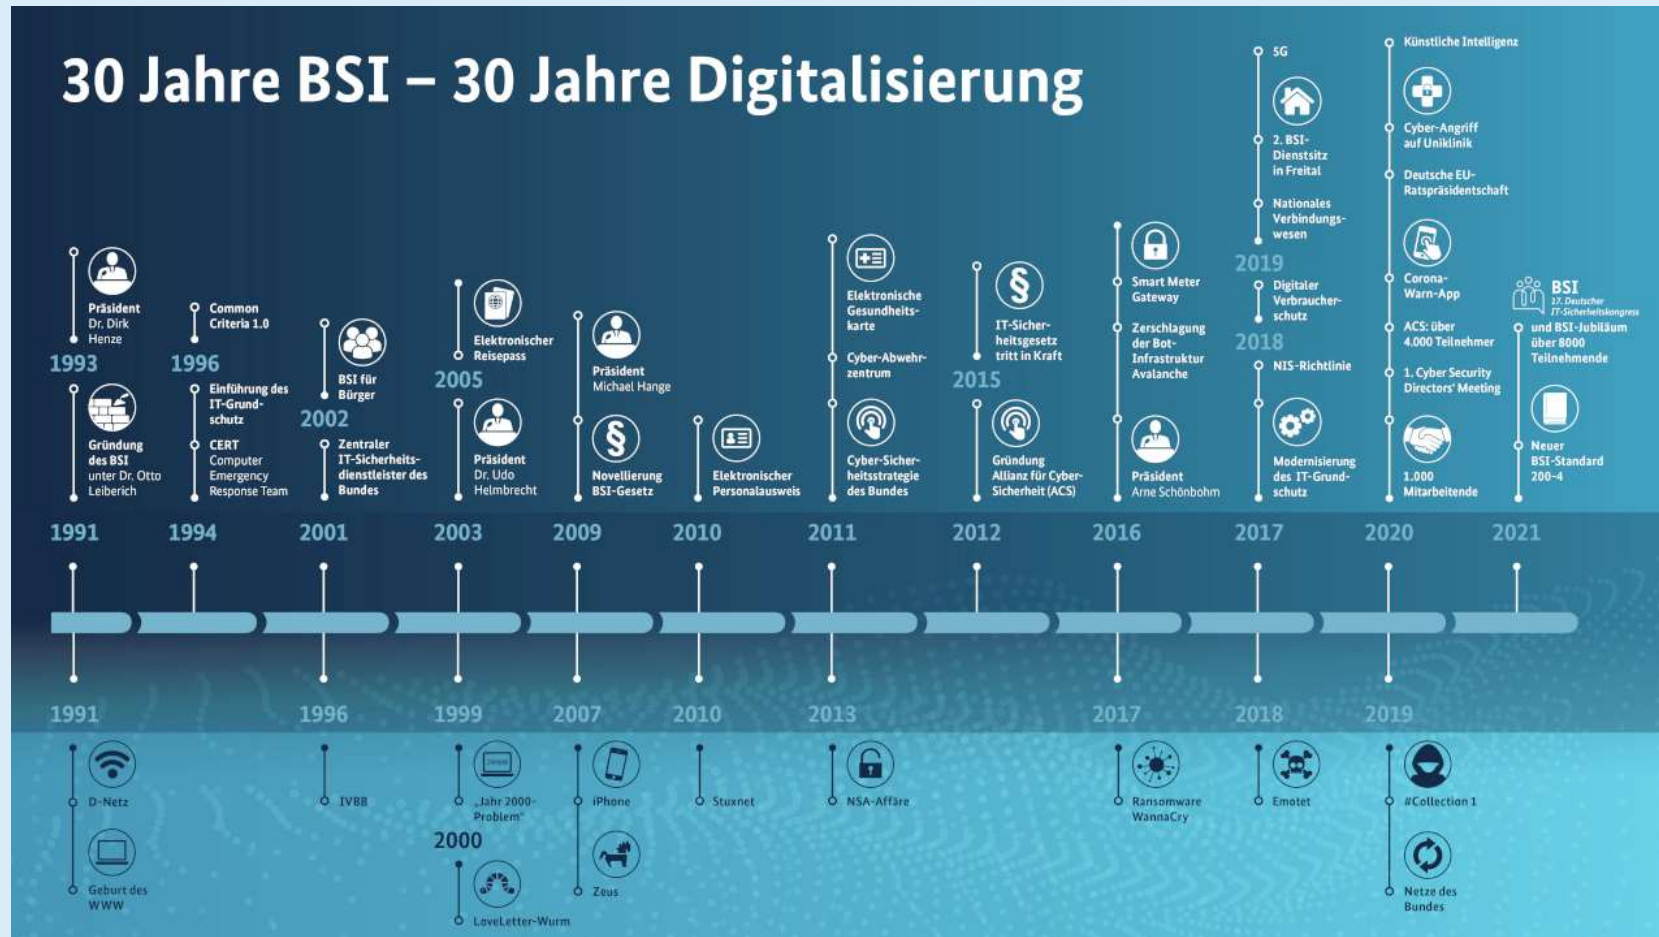 30 Jahre BSI – 30 Jahre Digitalisierung
Präsident
Dr. Dirk
Henze
1993
Gründung
des BSI
unter Dr. Otto
Leiberich
1991
Common
Criteria 1.0
1996
Einführung des
IT-Grund-
schutz
CERT
Computer
Emergency
Response Team
1994
BSI für
Bürger
2002
Zentraler
IT-Sicherheits-
dienstleister des
Bundes
2001
Elektronischer
Reisepass
2005
Präsident
Dr. Udo
Helmbrecht
2003
Präsident
Michael Hange
§
Novellierung
BSI-Gesetz
2009
Elektronischer
Personalausweis
2010
Elektronische
Gesundheits-
karte
Cyber-Abwehr-
zentrum
Cyber-Sicher-
heitsstrategie
des Bundes
2011
§
IT-Sicher-
heitsgesetz
tritt in Kraft
2015
Gründung
Allianz für Cyber-
Sicherheit (ACS)
2012
Smart Meter
Gateway
Zerschlagung
der Bot-
Infrastruktur
Avalanche
Präsident
Arne Schönbohm
2016
5G
2. BSI-
Dienstsitz
in Freital
Nationales
Verbindungs-
wesen
2019
Digitaler
Verbraucher-
schutz
2018
NIS-Richtlinie
Modernisierung
des IT-Grund-
schutz
2017
Künstliche Intelligenz
Cyber-Angriff
auf Uniklinik
Deutsche EU-
Ratspräsidentschaft
Corona-
Warn-App
ACS: über
4.000 Teilnehmer
1. Cyber Security
Directors' Meeting
1.000
Mitarbeitende
2020
BSI
17. Deutscher
IT-Sicherheitskongress
und BSI-Jubiläum
über 8000
Teilnehmende
Neuer
BSI-Standard
200-4
2021
1991
D-Netz
Geburt des
WWW
1996
IVBB
1999
„Jahr 2000-
Problem“
2000
LoveLetter-Wurm
2007
iPhone
Zeus
2010
Stuxnet
2013
NSA-Affäre
2017
Ransomware
WannaCry
2018
Emotet
2019
#Collection 1
Netze des
Bundes